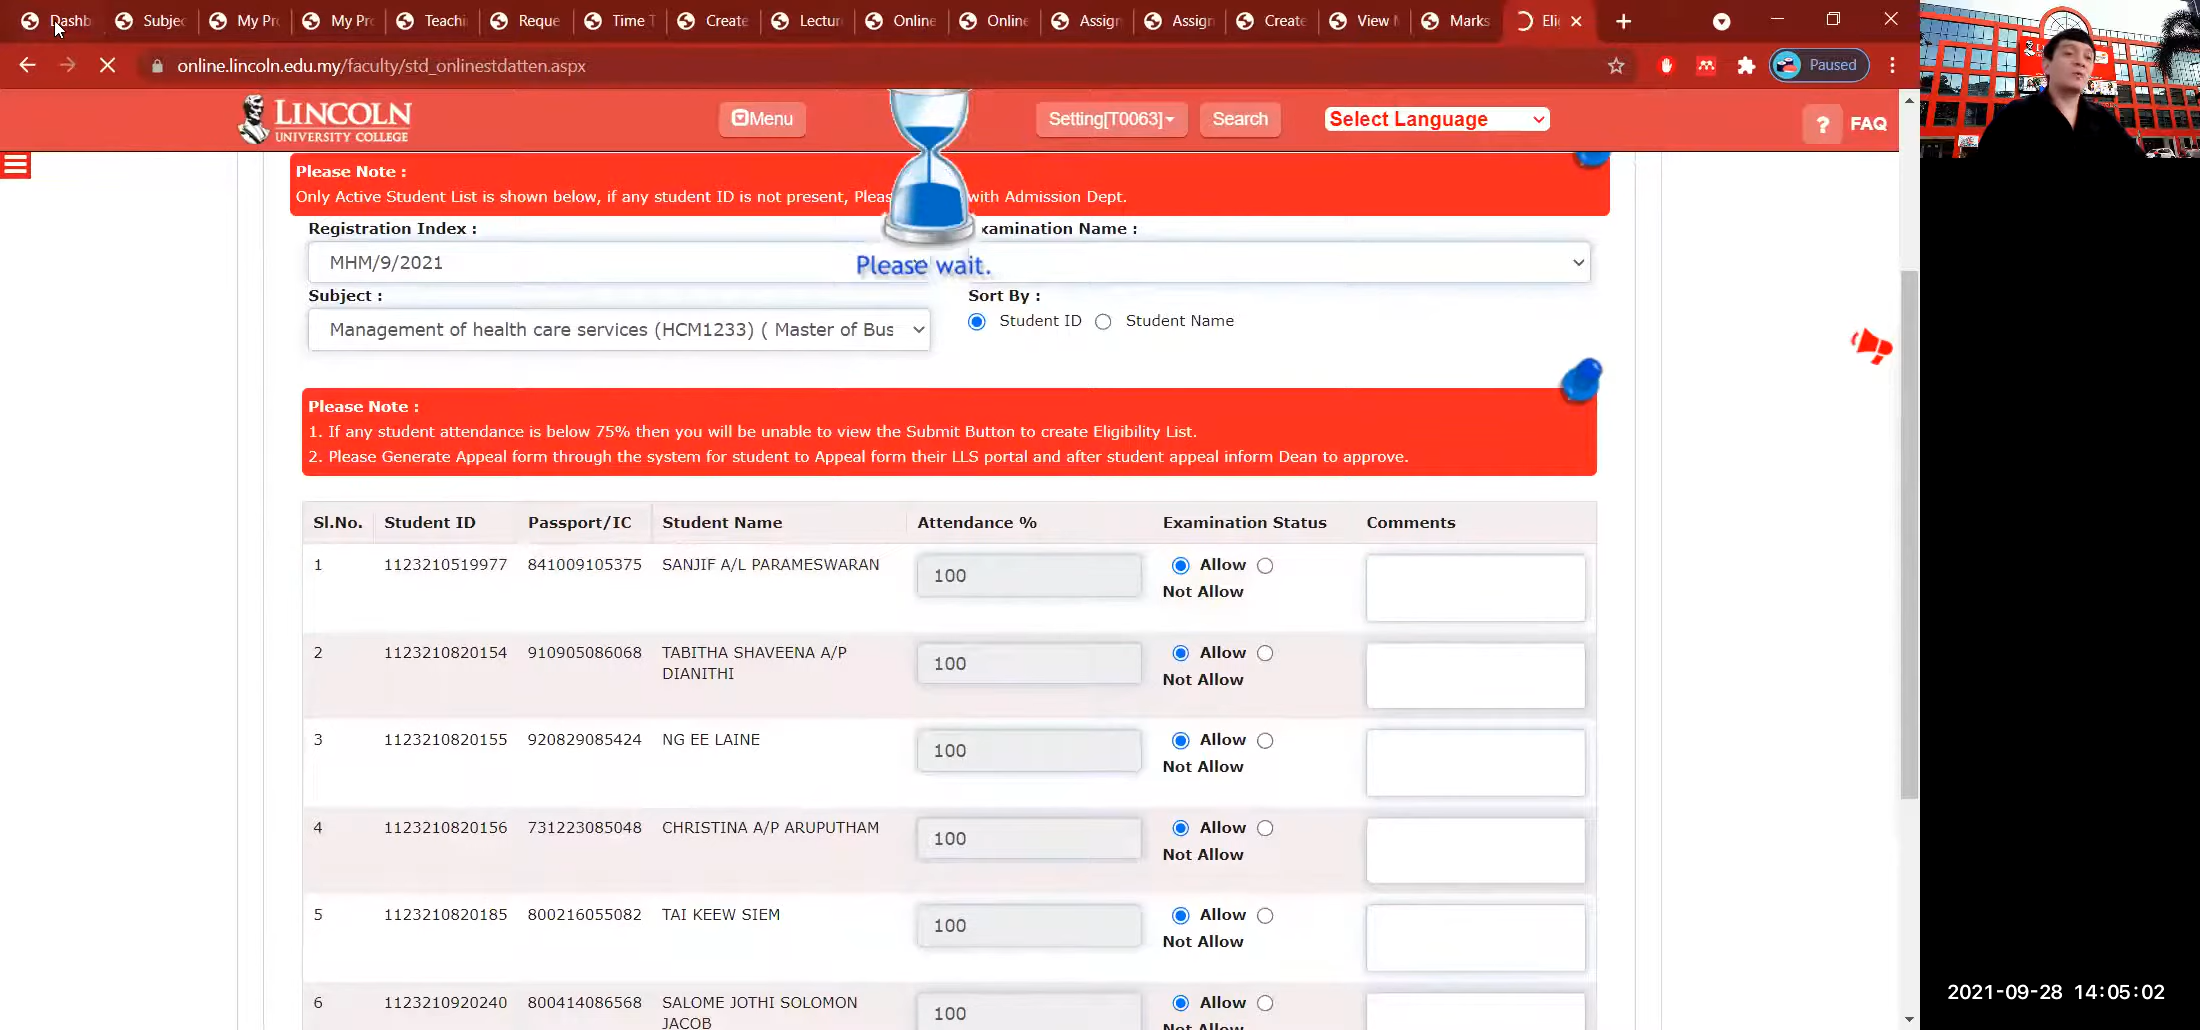 Dashb Subjec My Pro My Pro Teachi Reque Time T Create Lectur Online Online Assign Assign Create View M Marks Eli
online.lincoln.edu.my/faculty/std_onlinestdatten.aspx
Paused
LINCOLN
UNIVERSITY COLLEGE
Menu
Setting[T0063]
Search
Select Language
? FAQ
Please Note :
Only Active Student List is shown below, if any student ID is not present, Pleas with Admission Dept.
Registration Index :
xamination Name :
MHM/9/2021
Please wait.
Subject :
Sort By :
Management of health care services (HCM1233) ( Master of Bus
Student ID Student Name
Please Note :
1. If any student attendance is below 75% then you will be unable to view the Submit Button to create Eligibility List.
2. Please Generate Appeal form through the system for student to Appeal form their LLS portal and after student appeal inform Dean to approve.
Sl.No. Student ID Passport/IC Student Name Attendance % Examination Status Comments
1 1123210519977 841009105375 SANJIF A/L PARAMESWARAN 100 Allow
Not Allow
2 1123210820154 910905086068 TABITHA SHAVEENA A/P 100 Allow
DIANITHI Not Allow
3 1123210820155 920829085424 NG EE LAINE 100 Allow
Not Allow
4 1123210820156 731223085048 CHRISTINA A/P ARUPUTHAM 100 Allow
Not Allow
5 1123210820185 800216055082 TAI KEEW SIEM 100 Allow
Not Allow
6 1123210920240 800414086568 SALOME JOTHI SOLOMON 100 Allow
JACOB Not Allow
2021-09-28 14:05:02